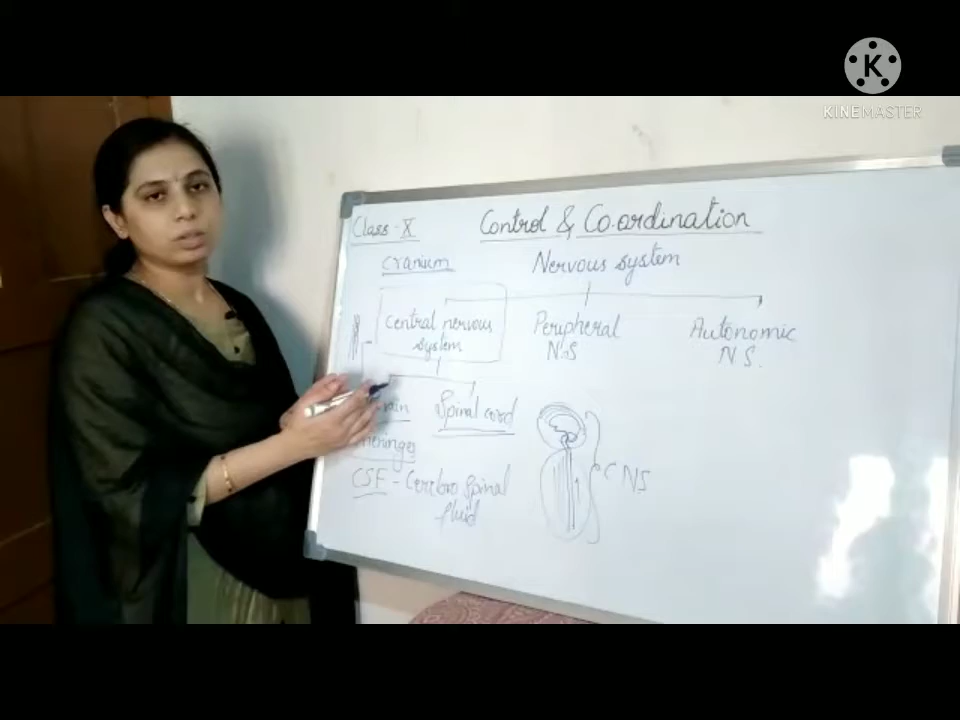 KINEMASTER
Class-X
Control & Co.ordination
Cranium
Nervous system
Central nervous
system
Peripheral
N.S
Autonomic
N S.
Spinal cord
CSF - Cerebro Spinal
fluid
CNS